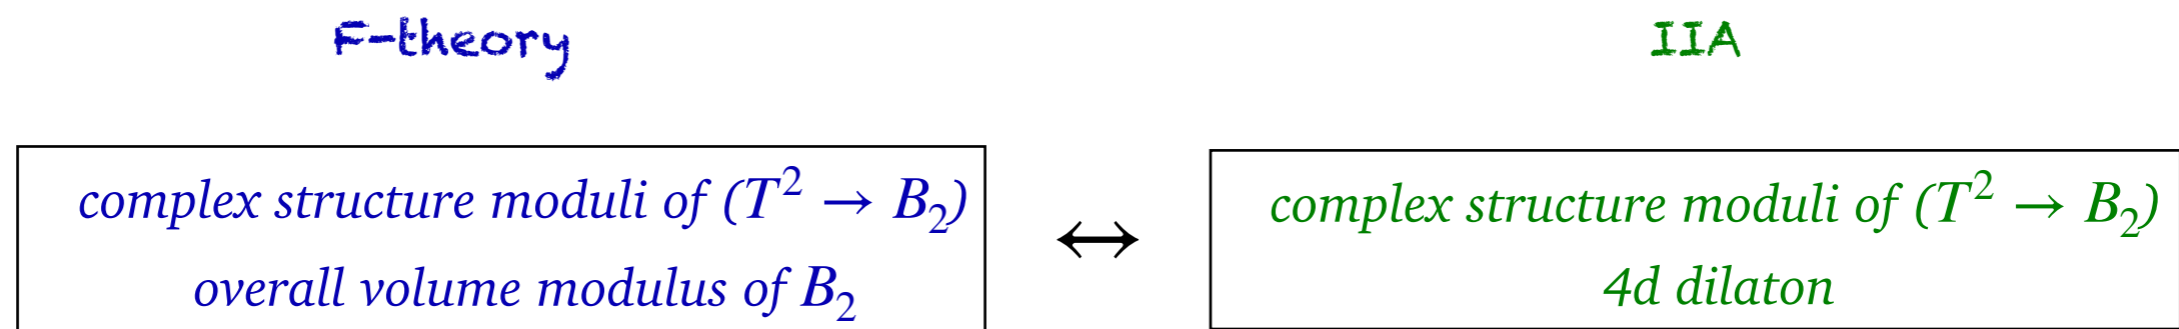 F-theory
IIA
complex structure moduli of (T² → B₂)
overall volume modulus of B₂
↔
complex structure moduli of (T² → B₂)
4d dilaton